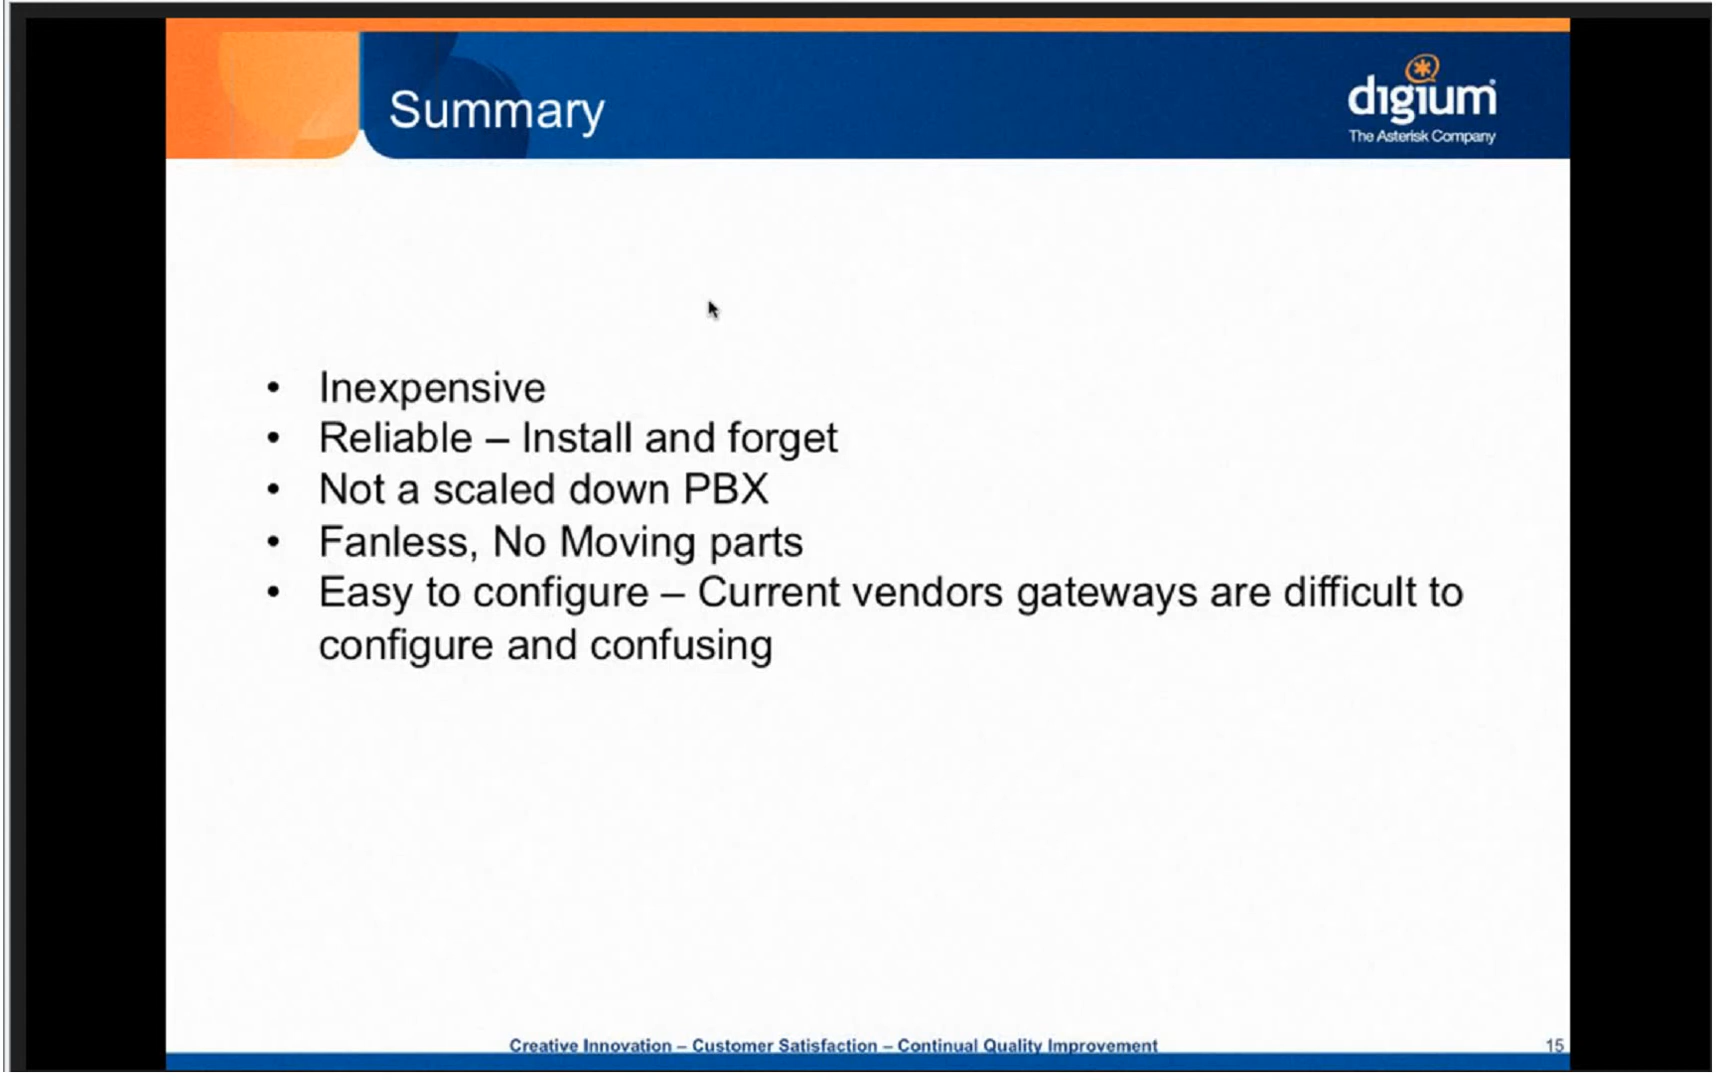 Summary
digium
The Asterisk Company
• Inexpensive
• Reliable – Install and forget
• Not a scaled down PBX
• Fanless, No Moving parts
• Easy to configure – Current vendors gateways are difficult to
configure and confusing
Creative Innovation – Customer Satisfaction – Continual Quality Improvement
15